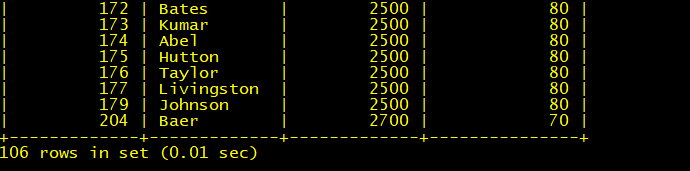 |         172 | Bates       |        2500 |            80 |
|         173 | Kumar       |        2500 |            80 |
|         174 | Abel        |        2500 |            80 |
|         175 | Hutton      |        2500 |            80 |
|         176 | Taylor      |        2500 |            80 |
|         177 | Livingston  |        2500 |            80 |
|         179 | Johnson     |        2500 |            80 |
|         204 | Baer        |        2700 |            70 |
+-------------+-------------+-------------+---------------+
106 rows in set (0.01 sec)